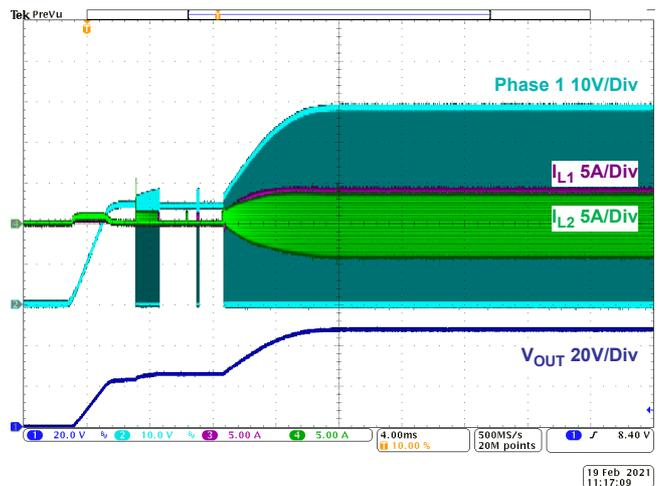 Tek PreVu
T
Phase 1 10V/Div
IL1 5A/Div
IL2 5A/Div
VOUT 20V/Div
2
1
1 20.0 V 2 10.0 V 3 5.00 A 4 5.00 A
4.00ms
T 10.00 %
500MS/s
20M points
1 8.40 V
19 Feb 2021
11:17:09